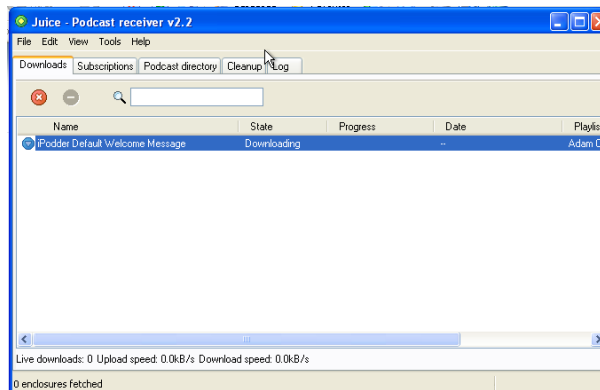 Juice - Podcast receiver v2.2
File Edit View Tools Help
Downloads Subscriptions Podcast directory Cleanup Log
Name State Progress Date Playlis
iPodder Default Welcome Message Downloading -- Adam C
Live downloads: 0 Upload speed: 0.0kB/s Download speed: 0.0kB/s
0 enclosures fetched